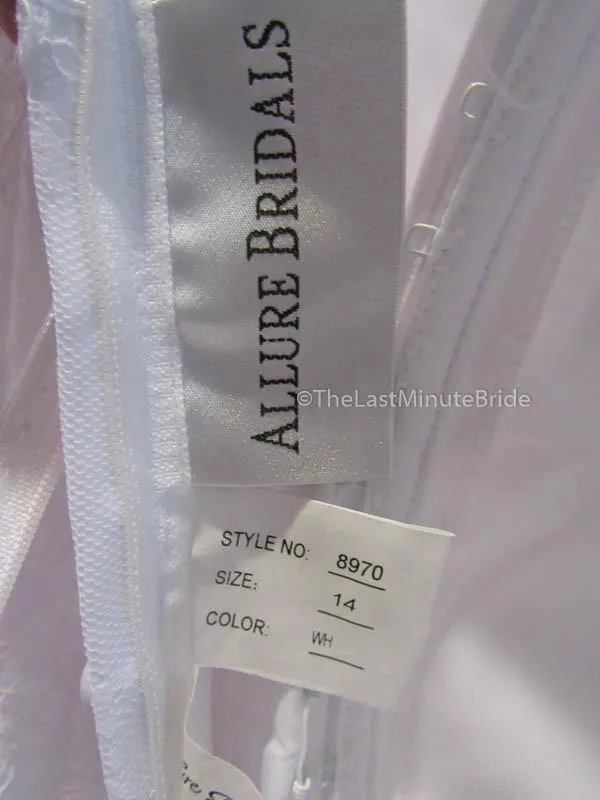 ALLURE BRIDALS
©TheLastMinuteBride
STYLE NO: 8970
SIZE: 14
COLOR: WH